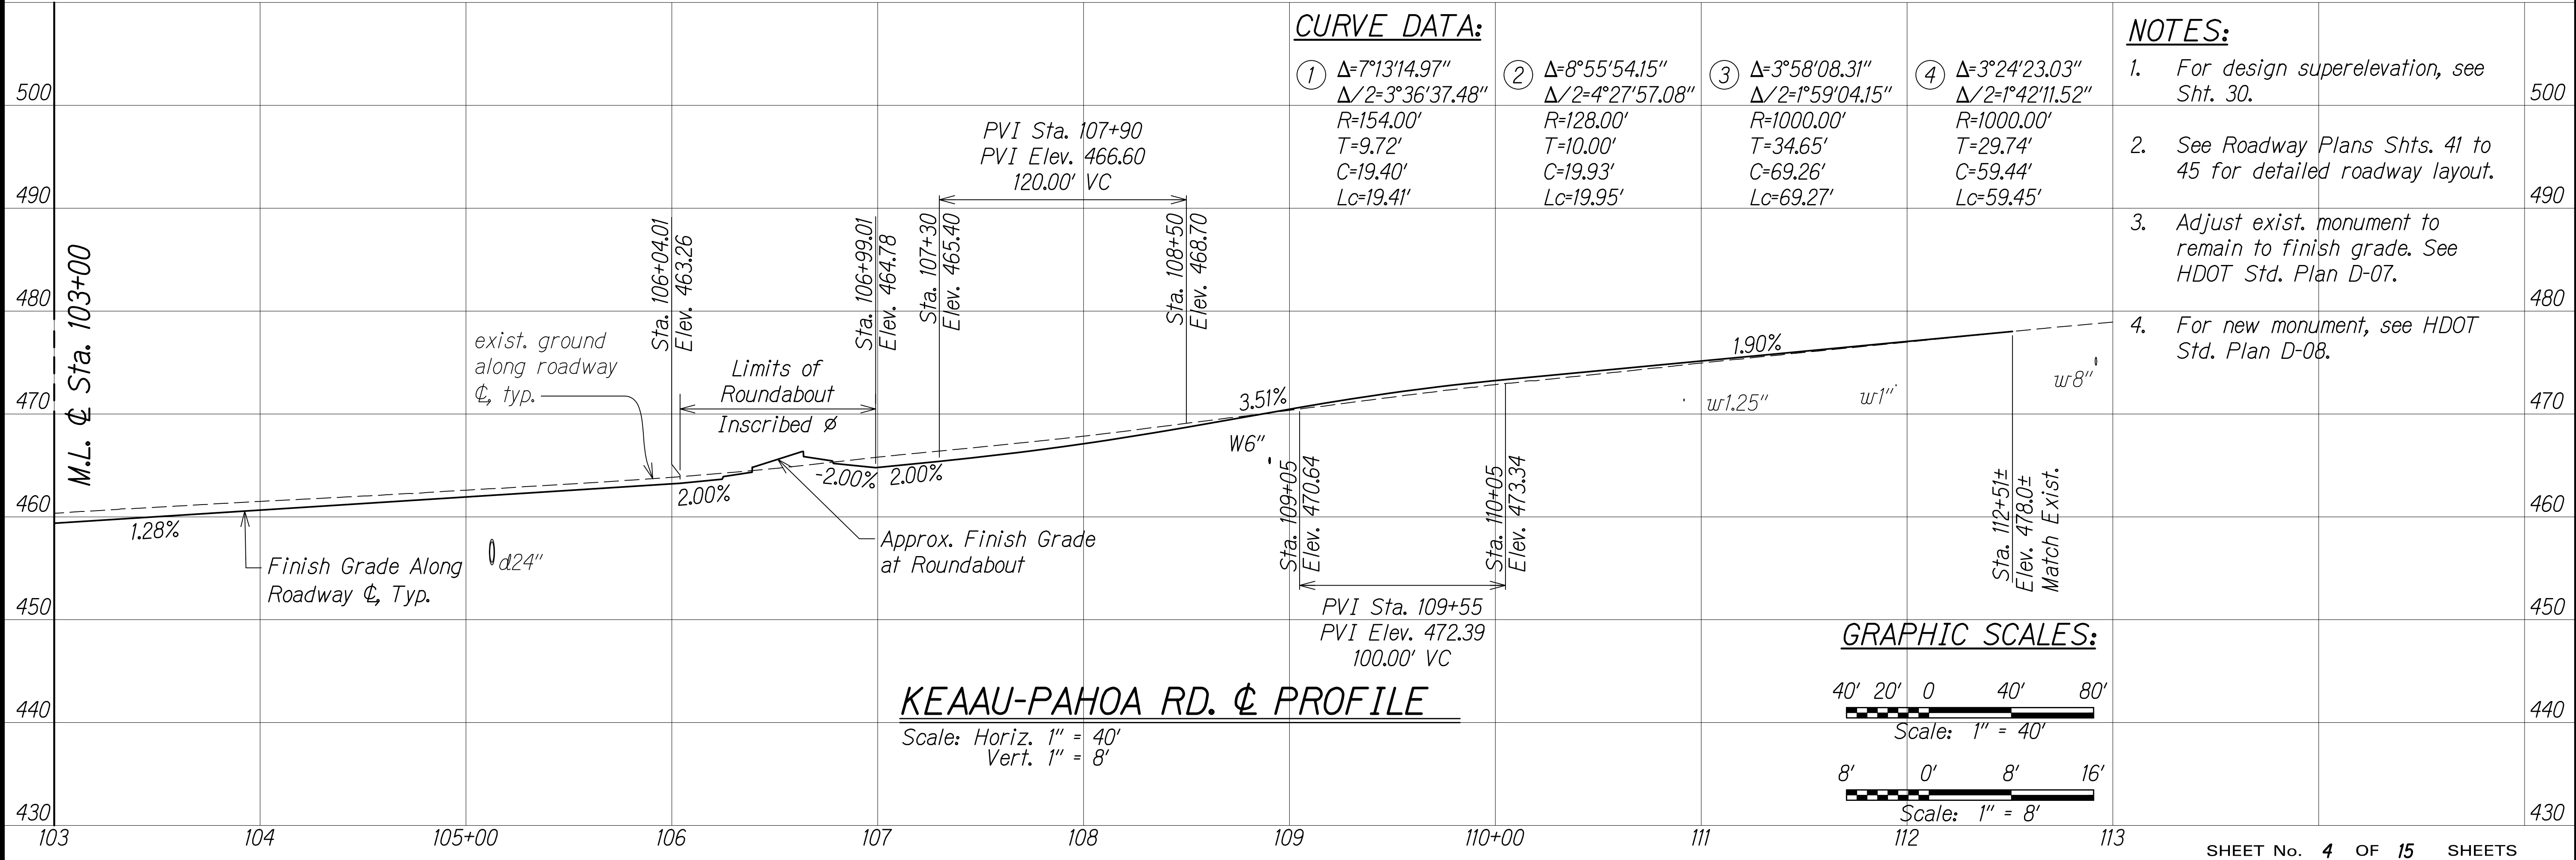 CURVE DATA:
1 Δ=7°13'14.97"
Δ/2=3°36'37.48"
R=154.00'
T=9.72'
C=19.40'
Lc=19.41'
2 Δ=8°55'54.15"
Δ/2=4°27'57.08"
R=128.00'
T=10.00'
C=19.93'
Lc=19.95'
3 Δ=3°58'08.31"
Δ/2=1°59'04.15"
R=1000.00'
T=34.65'
C=69.26'
Lc=69.27'
4 Δ=3°24'23.03"
Δ/2=1°42'11.52"
R=1000.00'
T=29.74'
C=59.44'
Lc=59.45'
NOTES:
1. For design superelevation, see
Sht. 30.
2. See Roadway Plans Shts. 41 to
45 for detailed roadway layout.
3. Adjust exist. monument to
remain to finish grade. See
HDOT Std. Plan D-07.
4. For new monument, see HDOT
Std. Plan D-08.
500
490
480
470
460
450
440
430
M.L. ℄ Sta. 103+00
1.28%
Finish Grade Along
Roadway ℄, Typ.
d24"
exist. ground
along roadway
℄, typ.
Sta. 106+04.01
Elev. 463.26
Limits of
Roundabout
Inscribed ⌀
2.00%
-2.00%
2.00%
Approx. Finish Grade
at Roundabout
Sta. 106+99.01
Elev. 464.78
PVI Sta. 107+90
PVI Elev. 466.60
120.00' VC
Sta. 107+30
Elev. 465.40
Sta. 108+50
Elev. 468.70
3.51%
W6"
Sta. 109+05
Elev. 470.64
Sta. 110+05
Elev. 473.34
PVI Sta. 109+55
PVI Elev. 472.39
100.00' VC
1.90%
w1.25"
w1"
w8"
Sta. 112+51±
Elev. 478.0±
Match Exist.
500
490
480
470
460
450
440
430
KEAAU-PAHOA RD. ℄ PROFILE
Scale: Horiz. 1" = 40'
Vert. 1" = 8'
GRAPHIC SCALES:
40' 20' 0 40' 80'
Scale: 1" = 40'
8' 0' 8' 16'
Scale: 1" = 8'
103 104 105+00 106 107 108 109 110+00 111 112 113
SHEET No. 4 OF 15 SHEETS